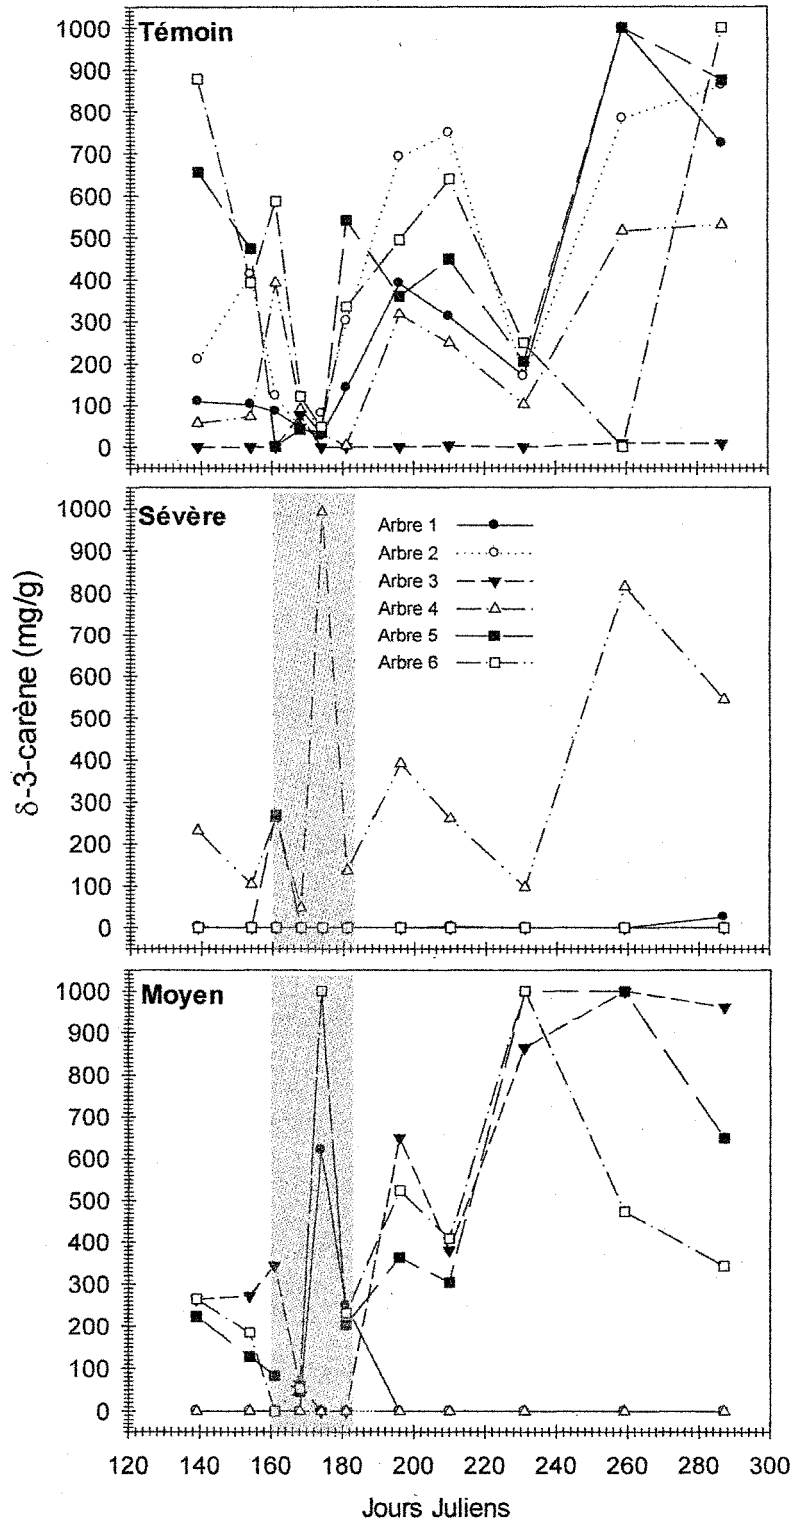 Témoin
1000
900
800
700
600
500
400
300
200
100
0
Sévère
1000
900
800
700
600
500
400
300
200
100
0
Arbre 1
Arbre 2
Arbre 3
Arbre 4
Arbre 5
Arbre 6
δ-3-carène (mg/g)
Moyen
1000
900
800
700
600
500
400
300
200
100
0
120 140 160 180 200 220 240 260 280 300
Jours Juliens